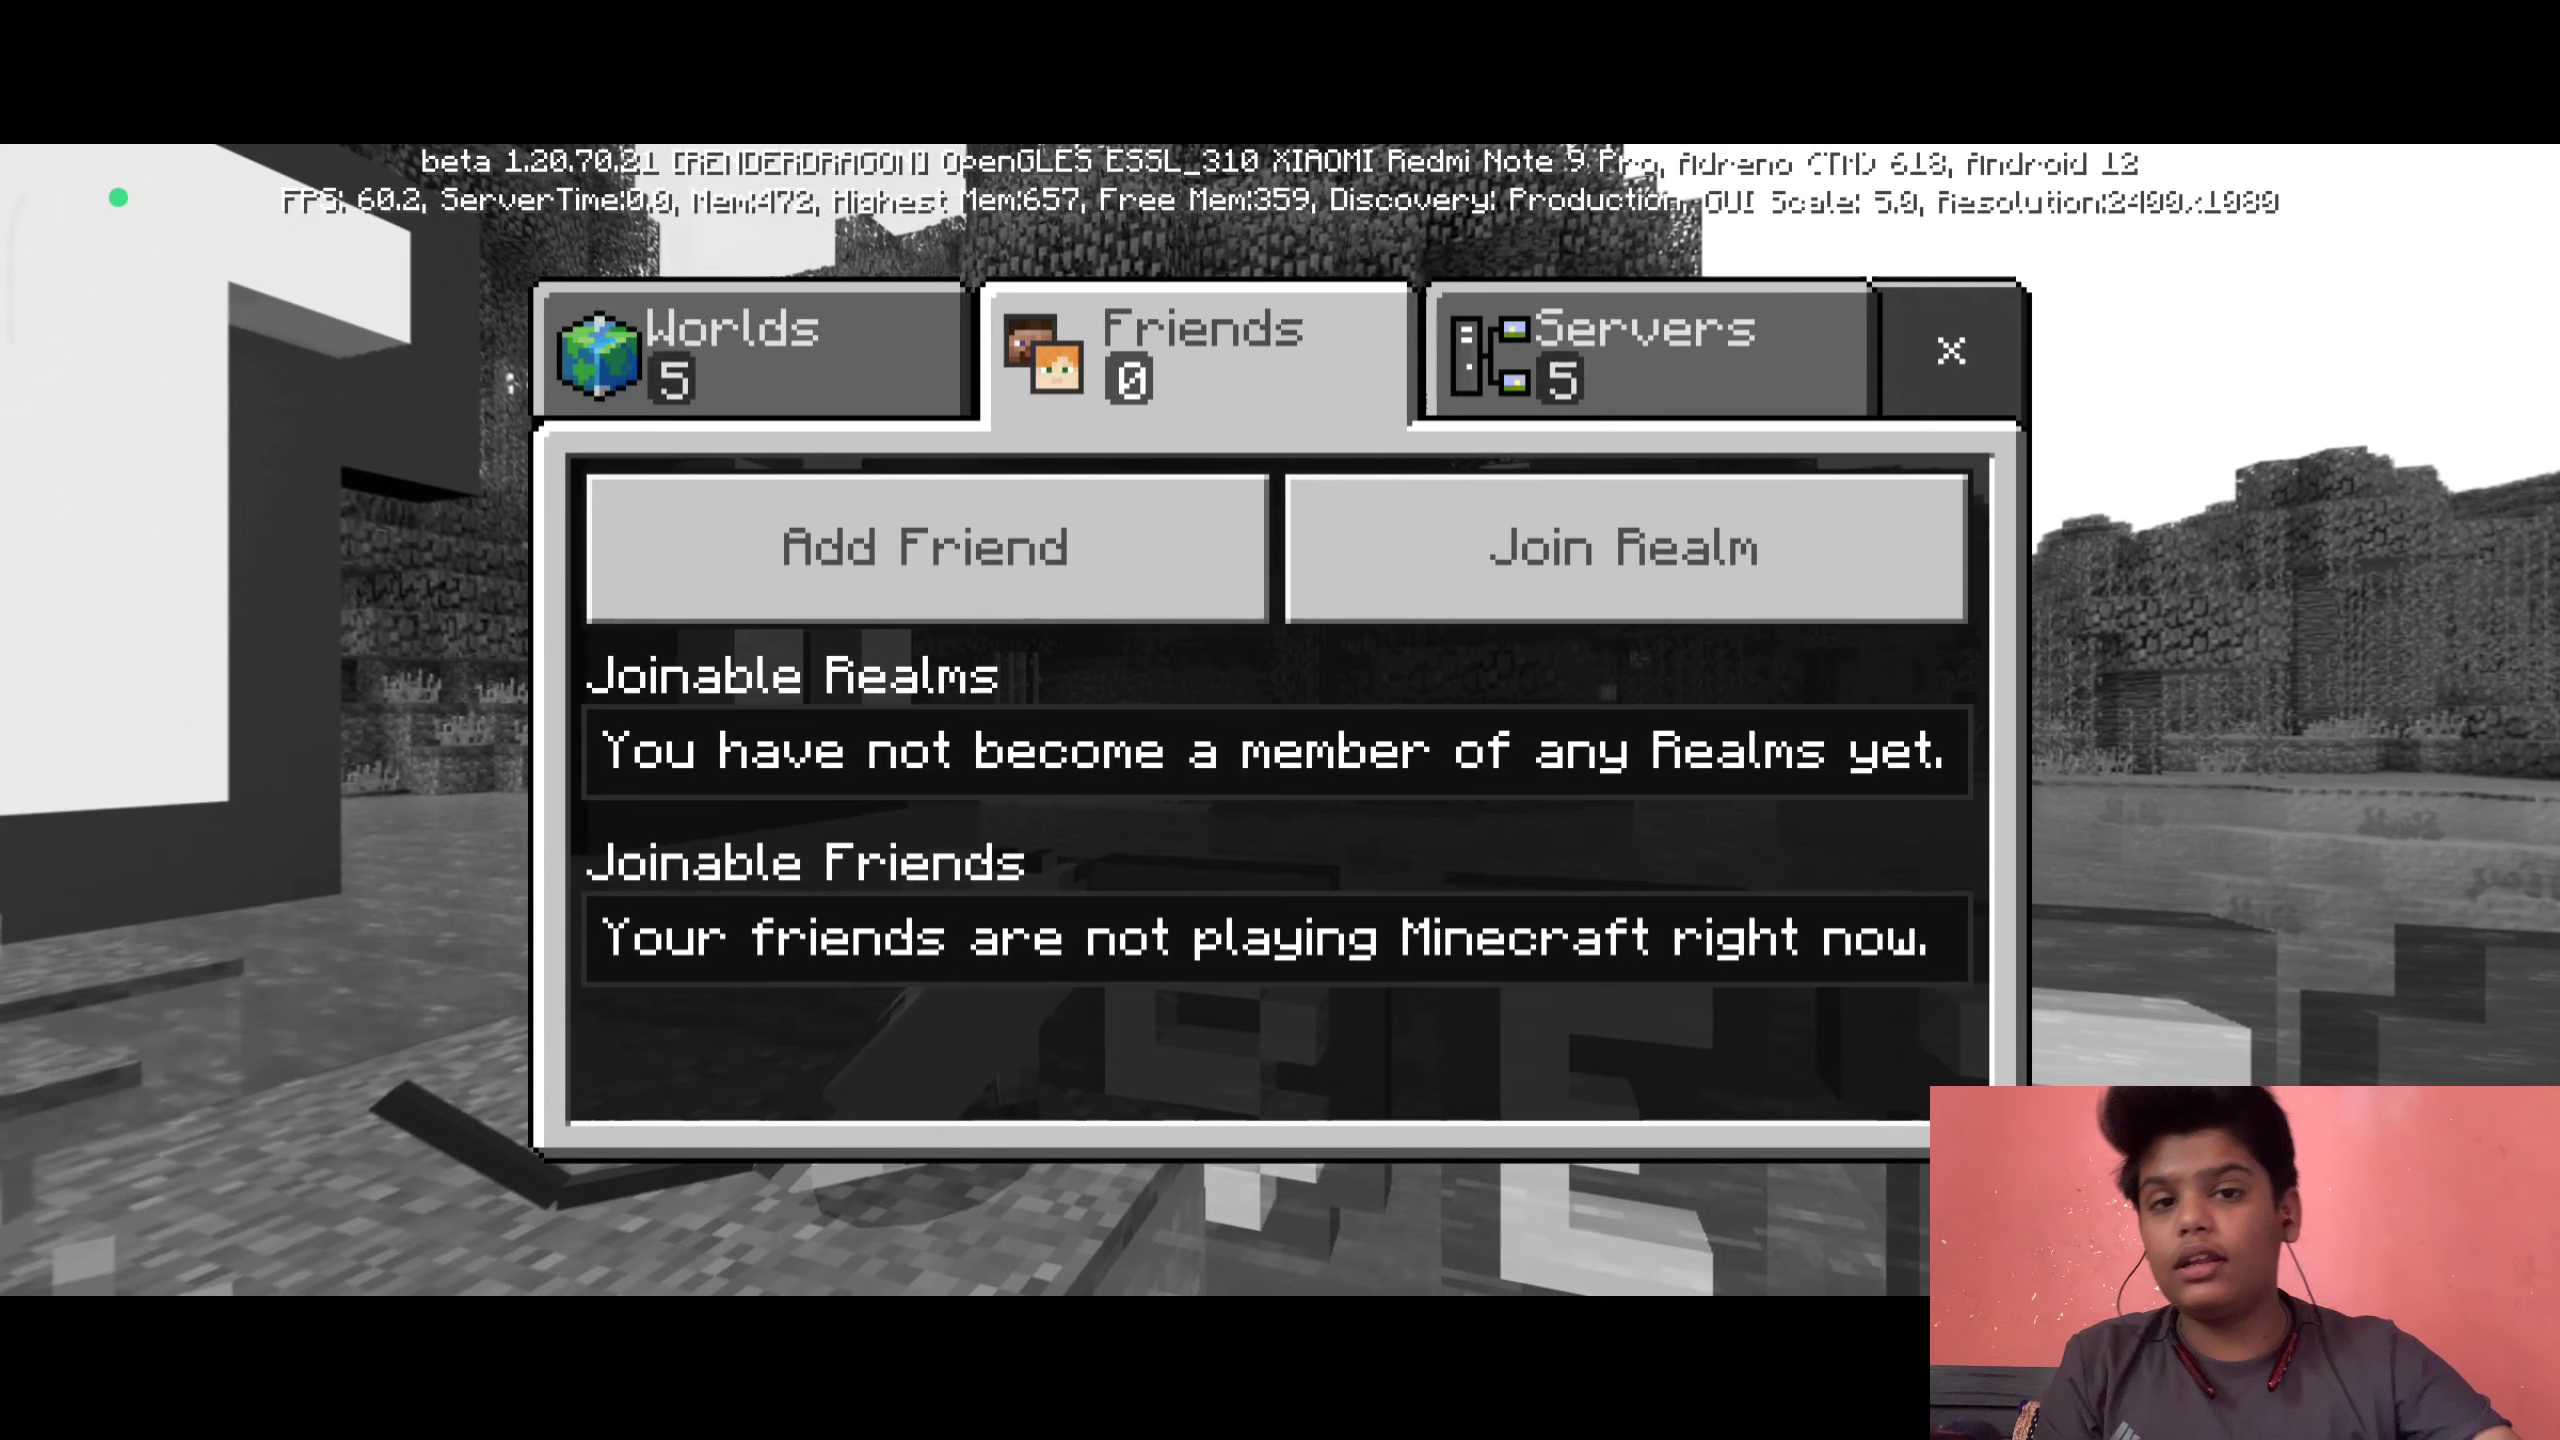 beta 1.20.70.21 [RENDERDRAGON] OpenGLES ESSL_310 XIAOMI Redmi Note 9 Pro, Adreno (TM) 618, Android 12
FPS: 60.2, ServerTime:0.0, Mem:472, Highest Mem:657, Free Mem:359, Discovery: Production, GUI Scale: 5.0, Resolution:2400x1080
Worlds
5
Friends
0
Servers
5
Add Friend
Join Realm
Joinable Realms
You have not become a member of any Realms yet.
Joinable Friends
Your friends are not playing Minecraft right now.